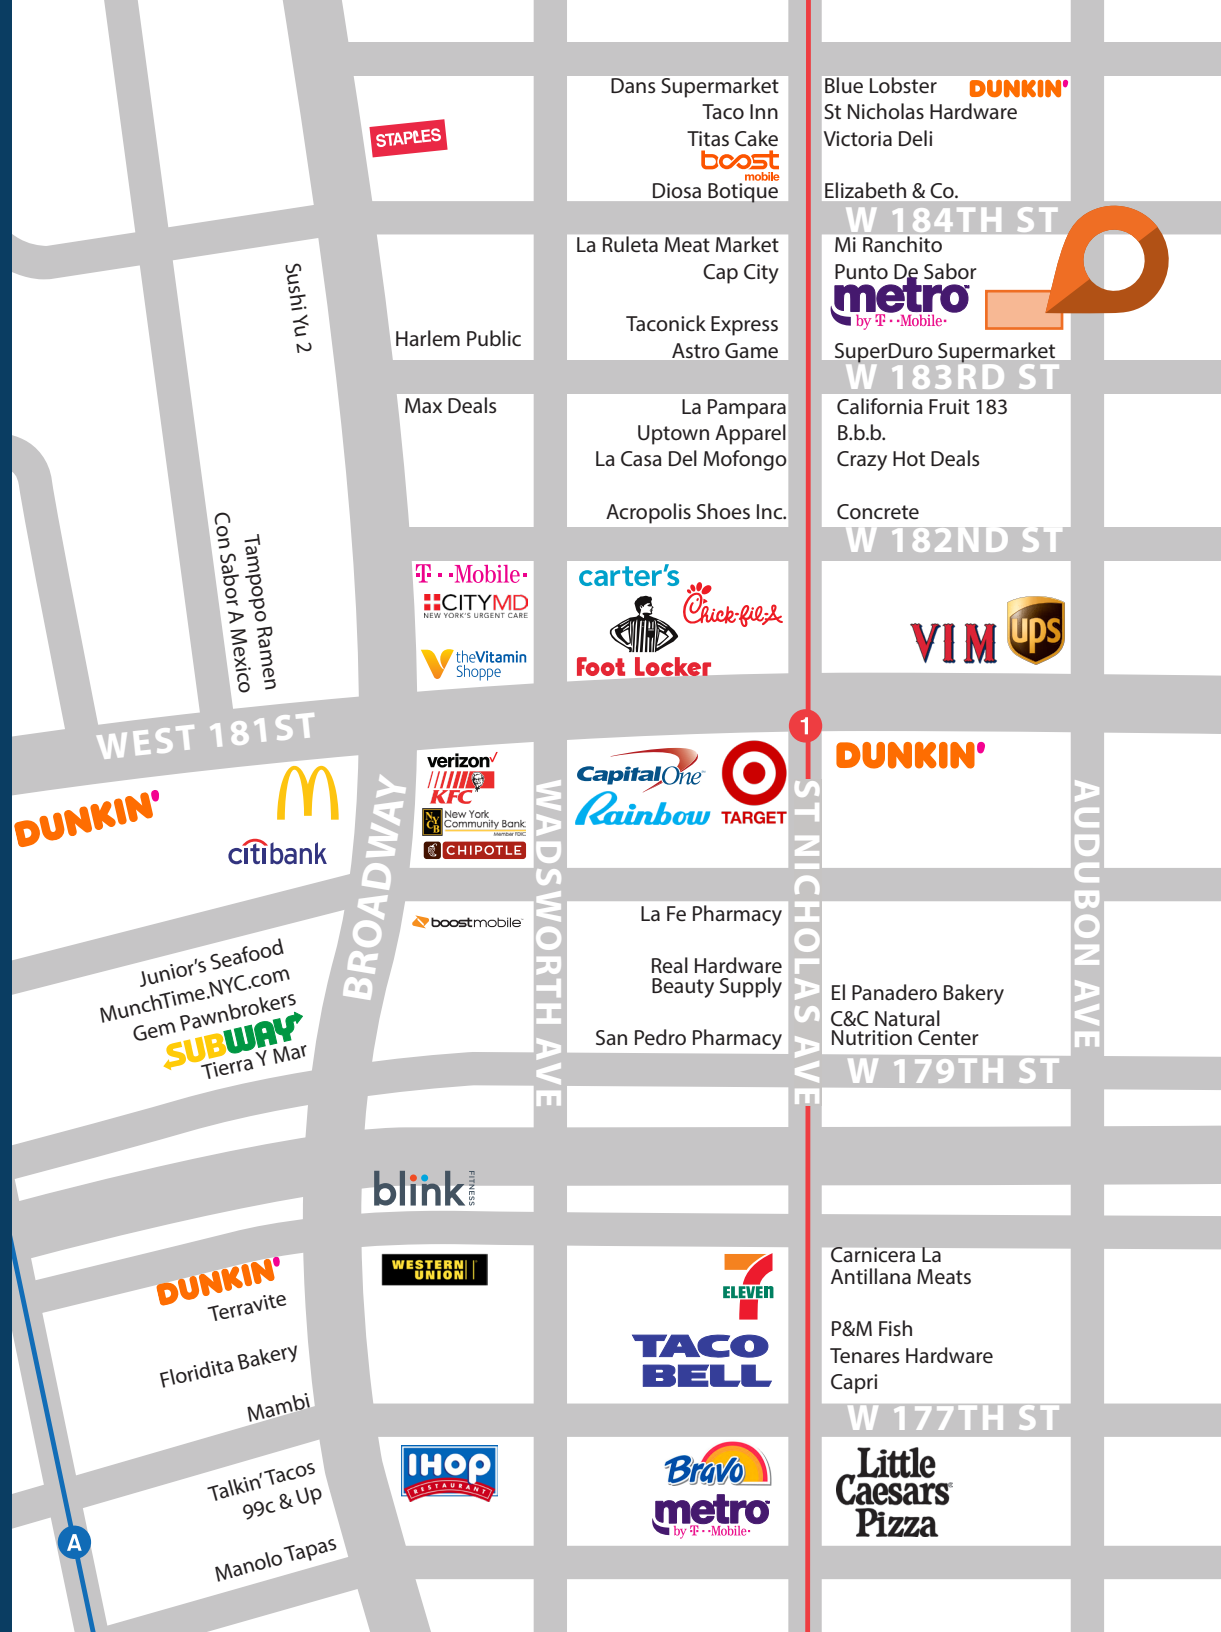 Dans Supermarket
Taco Inn
Titas Cake
boost
mobile
Diosa Botique
Blue Lobster
DUNKIN'
St Nicholas Hardware
Victoria Deli
Elizabeth & Co.
STAPLES
W 184TH ST
La Ruleta Meat Market
Cap City
Taconick Express
Astro Game
Mi Ranchito
Punto De Sabor
metro
by T··Mobile·
SuperDuro Supermarket
Sushi Yu 2
Harlem Public
W 183RD ST
Max Deals
La Pampara
Uptown Apparel
La Casa Del Mofongo
Acropolis Shoes Inc.
California Fruit 183
B.b.b.
Crazy Hot Deals
Concrete
W 182ND ST
Tampopo Ramen
Con Sabor A Mexico
T··Mobile·
CITYMD
NEW YORK'S URGENT CARE
theVitamin
Shoppe
carter's
Chick-fil-A
Foot Locker
VIM
ups
WEST 181ST
1
DUNKIN'
citibank
BROADWAY
verizon
KFC
NYCB
New York
Community Bank
Member FDIC
CHIPOTLE
WADSWORTH AVE
Capital One
Rainbow
TARGET
ST NICHOLAS AVE
DUNKIN'
AUDUBON AVE
boostmobile
La Fe Pharmacy
Real Hardware
Beauty Supply
San Pedro Pharmacy
El Panadero Bakery
C&C Natural
Nutrition Center
Junior's Seafood
MunchTime.NYC.com
Gem Pawnbrokers
SUBWAY
Tierra Y Mar
W 179TH ST
blink
FITNESS
DUNKIN'
Terravite
Floridita Bakery
Mambi
WESTERN
UNION
7
ELEVEN
TACO
BELL
Carnicera La
Antillana Meats
P&M Fish
Tenares Hardware
Capri
W 177TH ST
Talkin' Tacos
99c & Up
Manolo Tapas
A
IHOP
RESTAURANT
Bravo
metro
by T··Mobile·
Little
Caesars
Pizza